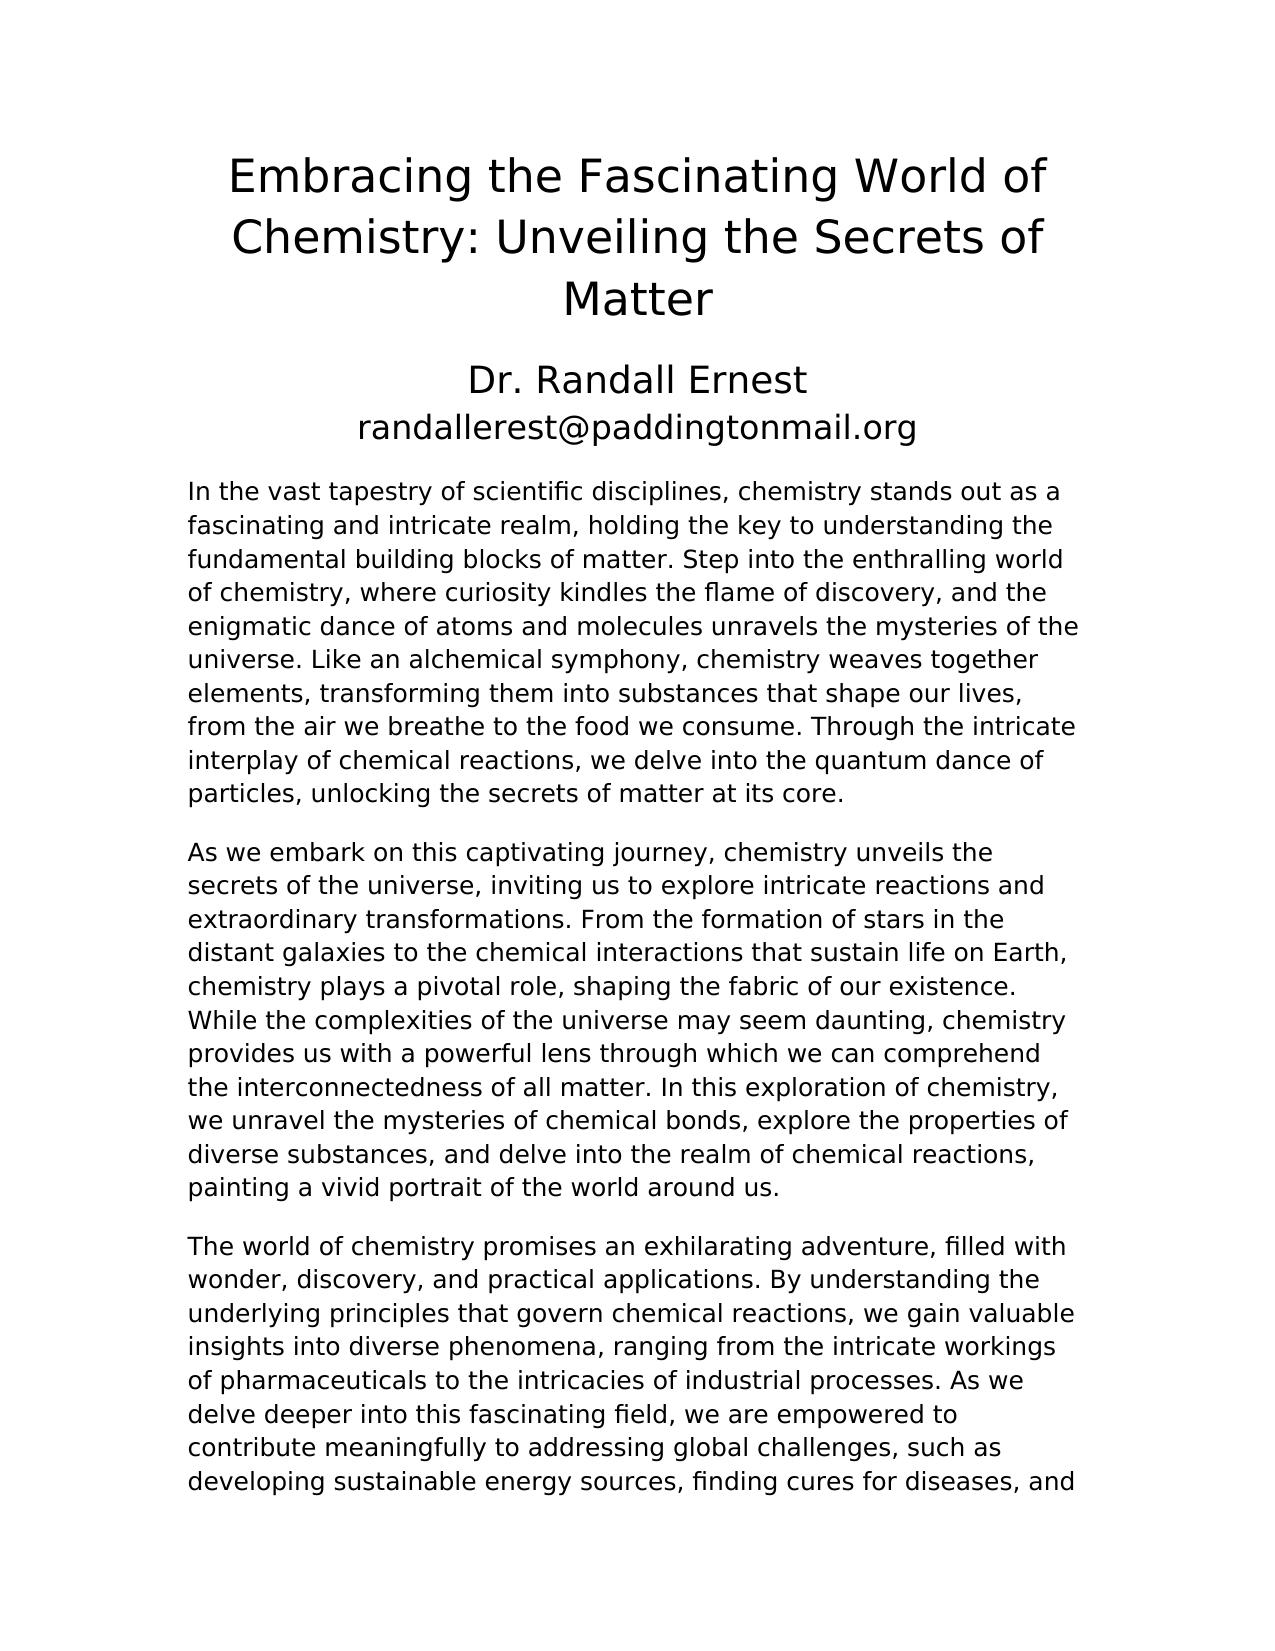 Embracing the Fascinating World of
Chemistry: Unveiling the Secrets of
Matter
Dr. Randall Ernest
randallerest@paddingtonmail.org
In the vast tapestry of scientific disciplines, chemistry stands out as a
fascinating and intricate realm, holding the key to understanding the
fundamental building blocks of matter. Step into the enthralling world
of chemistry, where curiosity kindles the flame of discovery, and the
enigmatic dance of atoms and molecules unravels the mysteries of the
universe. Like an alchemical symphony, chemistry weaves together
elements, transforming them into substances that shape our lives,
from the air we breathe to the food we consume. Through the intricate
interplay of chemical reactions, we delve into the quantum dance of
particles, unlocking the secrets of matter at its core.
As we embark on this captivating journey, chemistry unveils the
secrets of the universe, inviting us to explore intricate reactions and
extraordinary transformations. From the formation of stars in the
distant galaxies to the chemical interactions that sustain life on Earth,
chemistry plays a pivotal role, shaping the fabric of our existence.
While the complexities of the universe may seem daunting, chemistry
provides us with a powerful lens through which we can comprehend
the interconnectedness of all matter. In this exploration of chemistry,
we unravel the mysteries of chemical bonds, explore the properties of
diverse substances, and delve into the realm of chemical reactions,
painting a vivid portrait of the world around us.
The world of chemistry promises an exhilarating adventure, filled with
wonder, discovery, and practical applications. By understanding the
underlying principles that govern chemical reactions, we gain valuable
insights into diverse phenomena, ranging from the intricate workings
of pharmaceuticals to the intricacies of industrial processes. As we
delve deeper into this fascinating field, we are empowered to
contribute meaningfully to addressing global challenges, such as
developing sustainable energy sources, finding cures for diseases, and